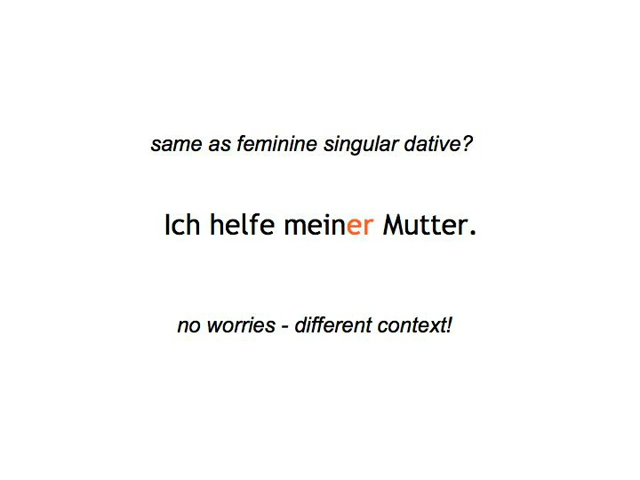 same as feminine singular dative?
Ich helfe meiner Mutter.
no worries - different context!